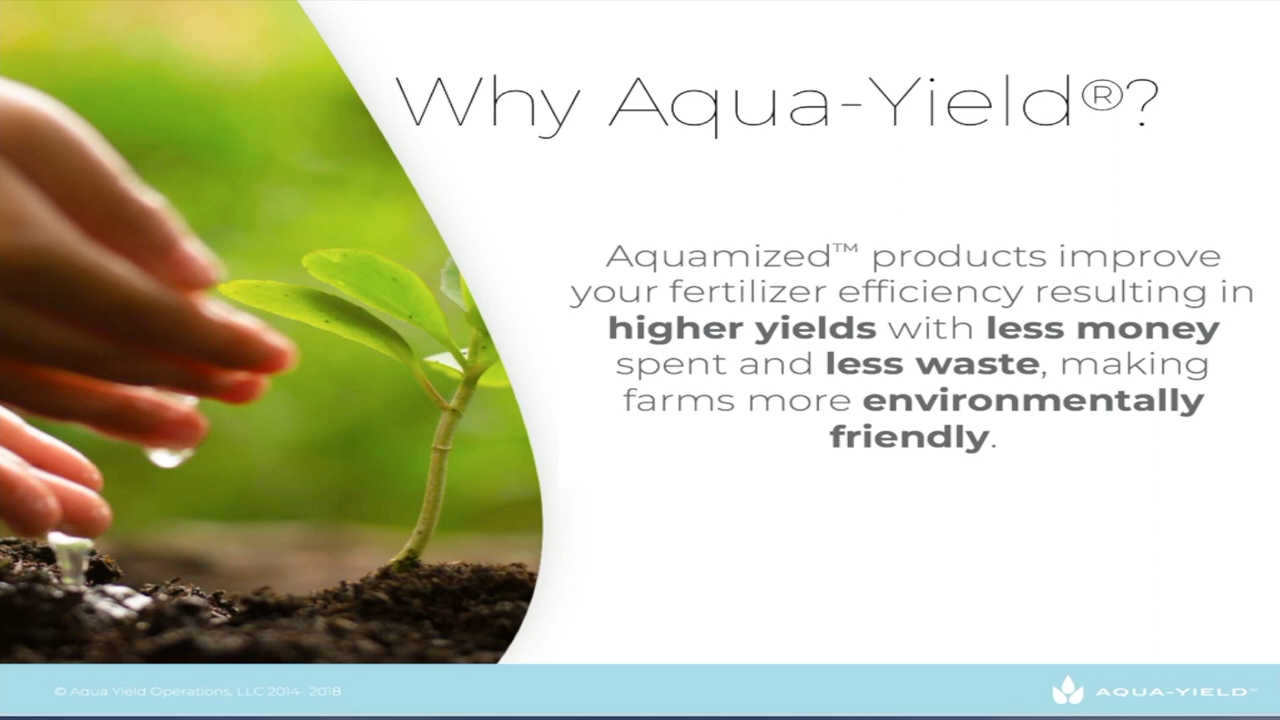 Why Aqua-Yield®?
Aquamized™ products improve
your fertilizer efficiency resulting in
higher yields with less money
spent and less waste, making
farms more environmentally
friendly.
© Aqua Yield Operations, LLC 2014- 2018
AQUA-YIELD™